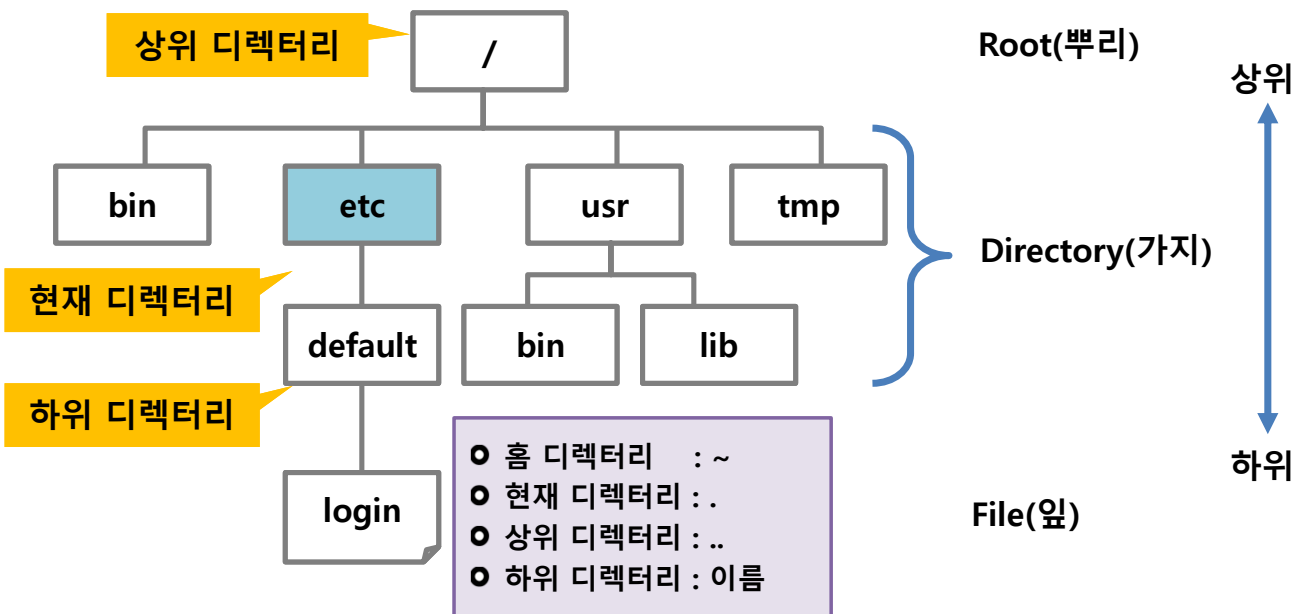 상위 디렉터리
/
Root(뿌리)
상위
bin
etc
usr
tmp
Directory(가지)
현재 디렉터리
default
bin
lib
하위 디렉터리
홈 디렉터리 : ~
현재 디렉터리 : .
상위 디렉터리 : ..
하위 디렉터리 : 이름
하위
login
File(잎)